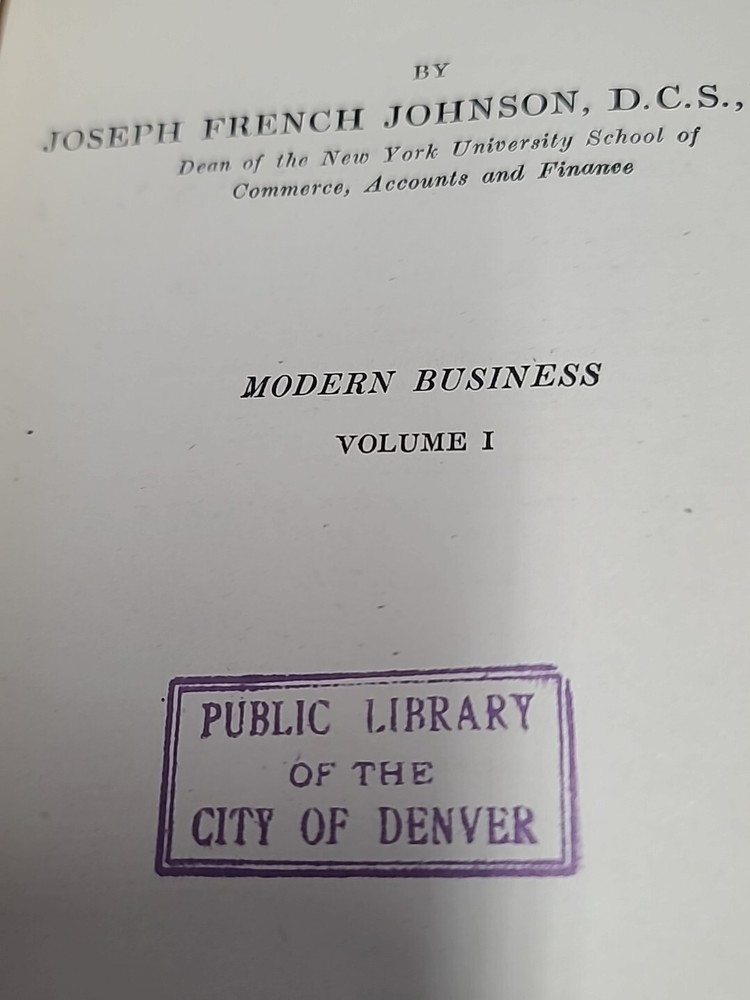 BY
JOSEPH FRENCH JOHNSON, D.C.S.,
Dean of the New York University School of
Commerce, Accounts and Finance
MODERN BUSINESS
VOLUME I
PUBLIC LIBRARY
OF THE
CITY OF DENVER